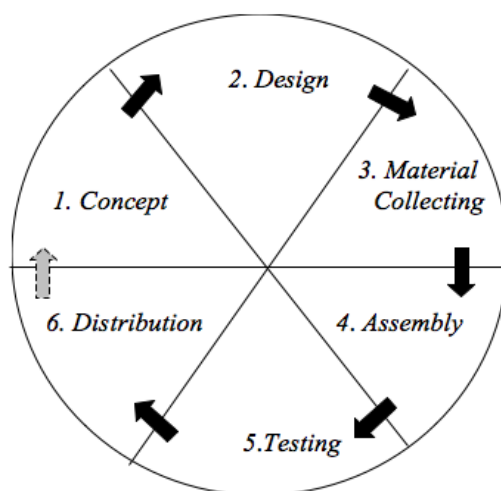 1. Concept
2. Design
3. Material
Collecting
4. Assembly
5.Testing
6. Distribution